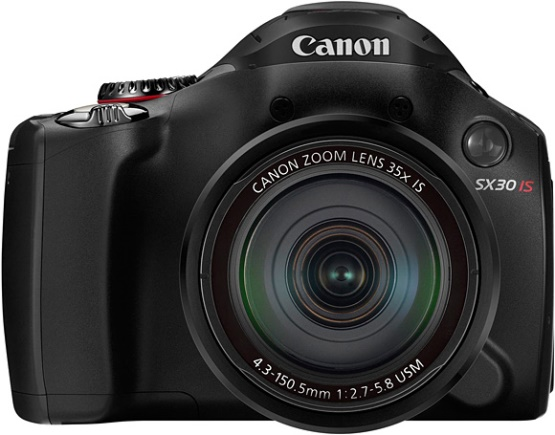 Canon
CANON ZOOM LENS 35x IS
SX30 IS
4.3-150.5mm 1:2.7-5.8 USM